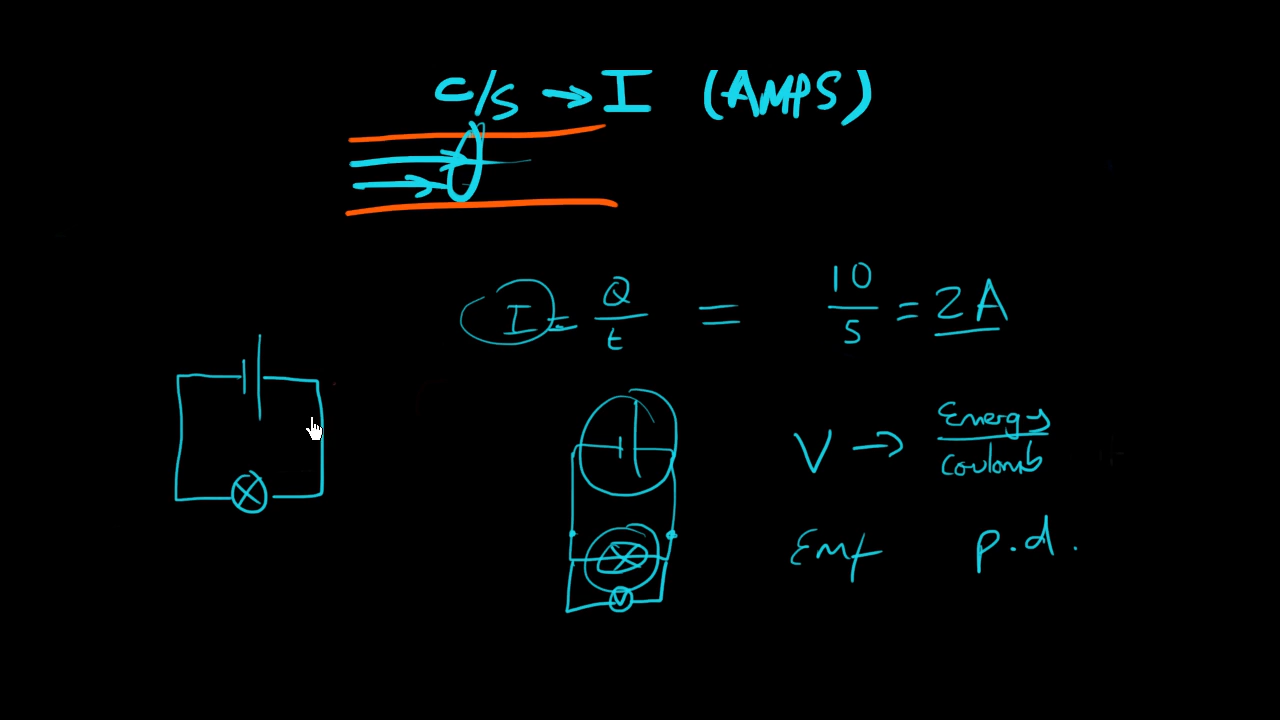 C/S → I (AMPS)
I = Q/t = 10/5 = 2A
V → Energy/Coulomb
Emf p.d.
V